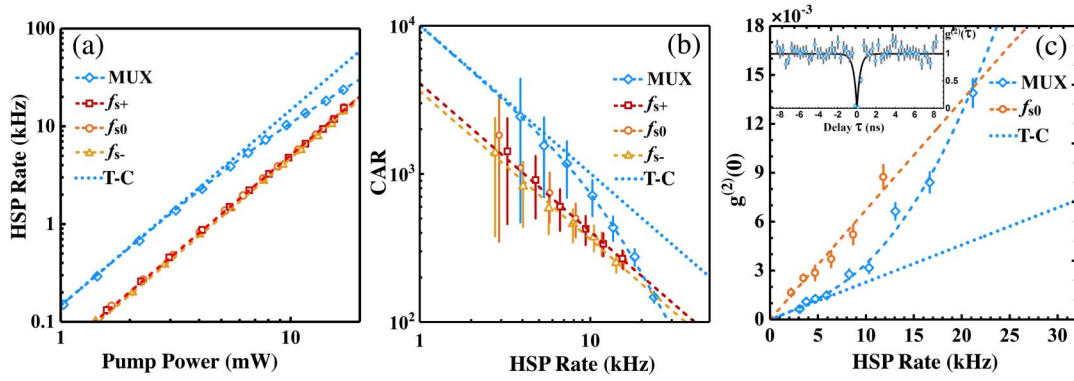 (a)
HSP Rate (kHz)
100
10
1
0.1
MUX
fs+
fs0
fs-
T-C
1
10
Pump Power (mW)
(b)
CAR
10⁴
10³
10²
MUX
fs+
fs0
fs-
T-C
1
10
HSP Rate (kHz)
(c)
×10⁻³
g⁽²⁾(0)
18
15
12
9
6
3
0
g⁽²⁾(τ)
1
0.5
0
-8 -6 -4 -2 0 2 4 6 8
Delay τ (ns)
MUX
fs0
T-C
0 5 10 15 20 25 30
HSP Rate (kHz)